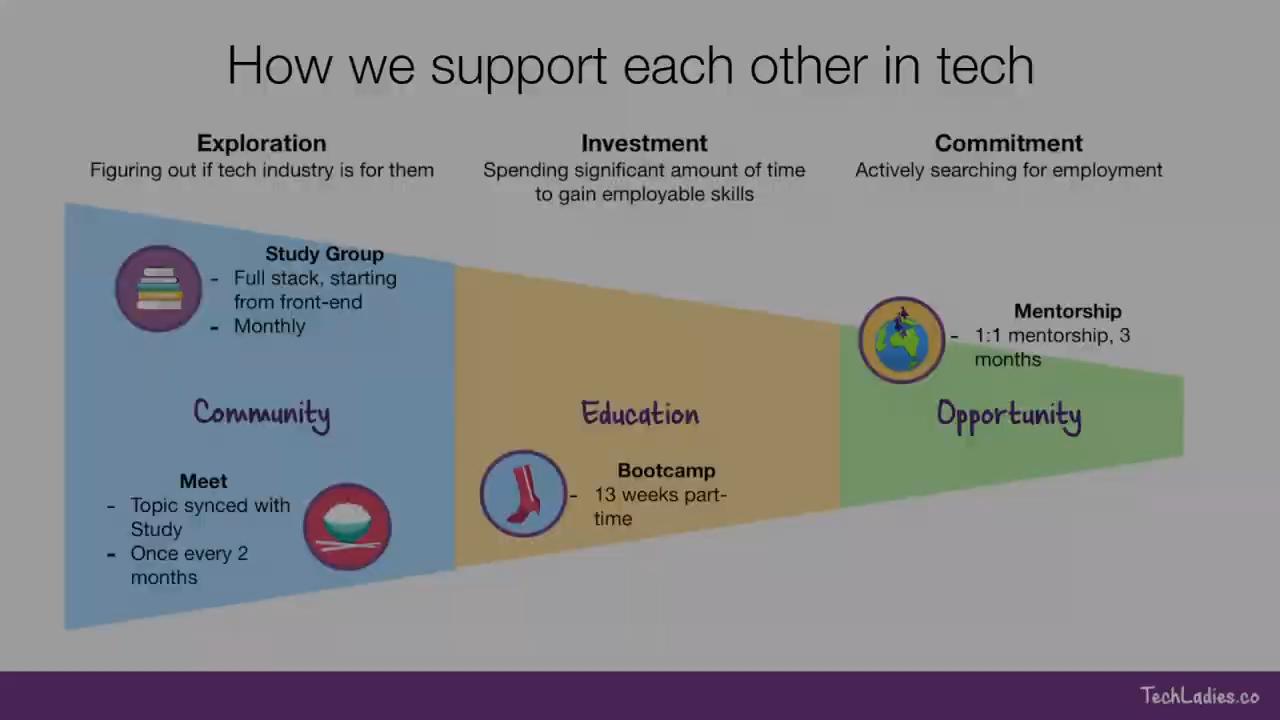 How we support each other in tech
Exploration
Figuring out if tech industry is for them
Investment
Spending significant amount of time
to gain employable skills
Commitment
Actively searching for employment
Study Group
- Full stack, starting
from front-end
- Monthly
Community
Meet
- Topic synced with
Study
- Once every 2
months
Education
Bootcamp
- 13 weeks part-
time
Mentorship
- 1:1 mentorship, 3
months
Opportunity
TechLadies.co